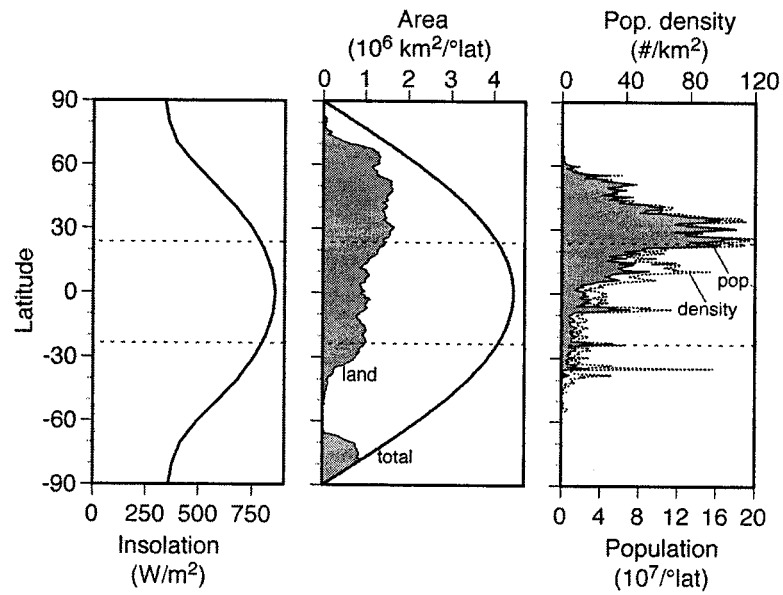 Area
(10⁶ km²/°lat)
0 1 2 3 4
Pop. density
(#/km²)
0 40 80 120
Latitude
90
60
30
0
-30
-60
-90
0 250 500 750
Insolation
(W/m²)
land
total
pop.
density
0 4 8 12 16 20
Population
(10⁷/°lat)